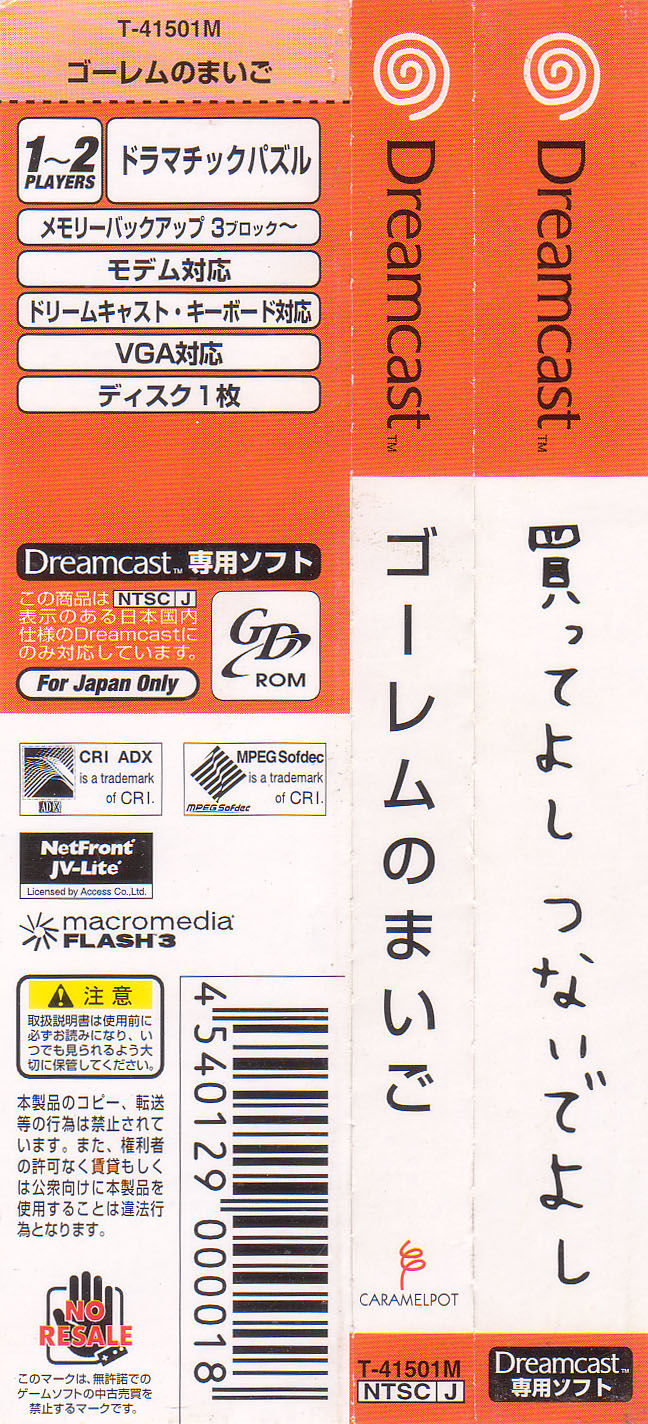 T-41501M
ゴーレムのまいご
1～2
PLAYERS
ドラマチックパズル
メモリーバックアップ 3ブロック～
モデム対応
ドリームキャスト・キーボード対応
VGA対応
ディスク1枚
Dreamcast™専用ソフト
この商品は NTSC J
表示のある日本国内
仕様のDreamcastに
のみ対応しています。
For Japan Only
GD
ROM
CRI ADX
is a trademark
of CRI.
ADX
MPEG Sofdec
is a trademark
of CRI.
MPEG Sofdec
NetFront
JV-Lite
Licensed by Access Co.,Ltd.
macromedia
FLASH 3
注意
取扱説明書は使用前に
必ずお読みになり、い
つでも見られるよう大
切に保管してください。
本製品のコピー、転送
等の行為は禁止されて
います。また、権利者
の許可なく賃貸もしく
は公衆向けに本製品を
使用することは違法行
為となります。
NO
RESALE
このマークは、無許諾での
ゲームソフトの中古売買を
禁止するマークです。
4 540129 000018
Dreamcast™
ゴーレムのまいご
CARAMELPOT
T-41501M
NTSC J
Dreamcast™
買ってよし つないでよし
Dreamcast™
専用ソフト